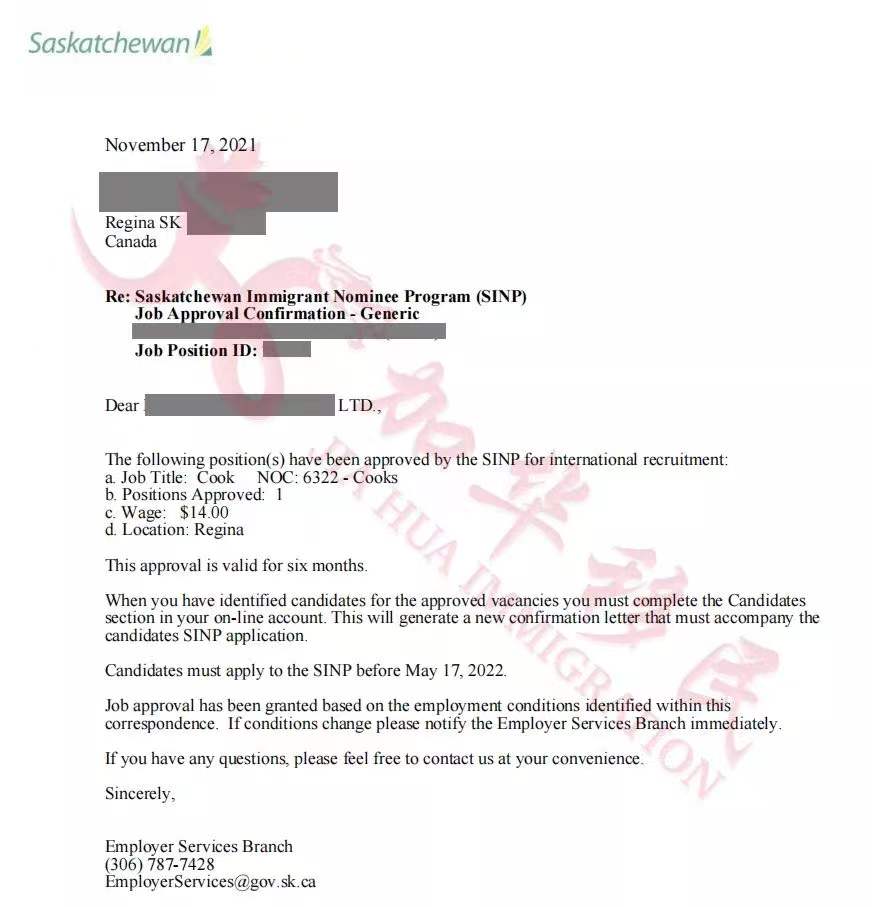 Saskatchewan
November 17, 2021
Regina SK
Canada
Re: Saskatchewan Immigrant Nominee Program (SINP)
Job Approval Confirmation - Generic
Job Position ID:
Dear
LTD.,
The following position(s) have been approved by the SINP for international recruitment:
a. Job Title: Cook NOC: 6322 - Cooks
b. Positions Approved: 1
c. Wage: $14.00
d. Location: Regina
This approval is valid for six months.
When you have identified candidates for the approved vacancies you must complete the Candidates
section in your on-line account. This will generate a new confirmation letter that must accompany the
candidates SINP application.
Candidates must apply to the SINP before May 17, 2022.
Job approval has been granted based on the employment conditions identified within this
correspondence. If conditions change please notify the Employer Services Branch immediately.
If you have any questions, please feel free to contact us at your convenience.
Sincerely,
Employer Services Branch
(306) 787-7428
EmployerServices@gov.sk.ca
加华移民
JIA HUA IMMIGRATION